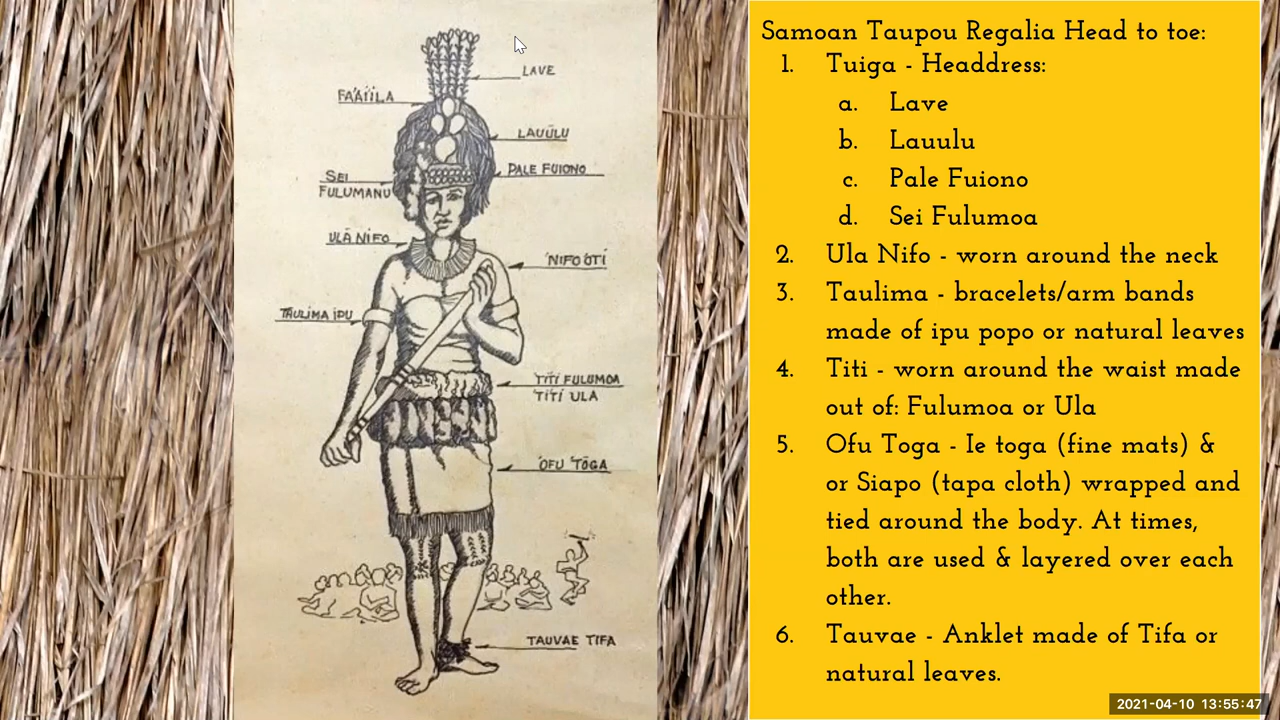 LAVE
FA'AI'ILA
LAUŪLU
PALE FUIONO
SEI
FULUMANU
ULĀ NIFO
'NIFO'OTI
TAULIMA IPU
TITI FULUMOA
TITI ULA
'OFU 'TŌGA
TAUVAE TIFA
Samoan Taupou Regalia Head to toe:
1. Tuiga - Headdress:
a. Lave
b. Lauulu
c. Pale Fuiono
d. Sei Fulumoa
2. Ula Nifo - worn around the neck
3. Taulima - bracelets/arm bands
made of ipu popo or natural leaves
4. Titi - worn around the waist made
out of: Fulumoa or Ula
5. Ofu Toga - Ie toga (fine mats) &
or Siapo (tapa cloth) wrapped and
tied around the body. At times,
both are used & layered over each
other.
6. Tauvae - Anklet made of Tifa or
natural leaves.
2021-04-10 13:55:47